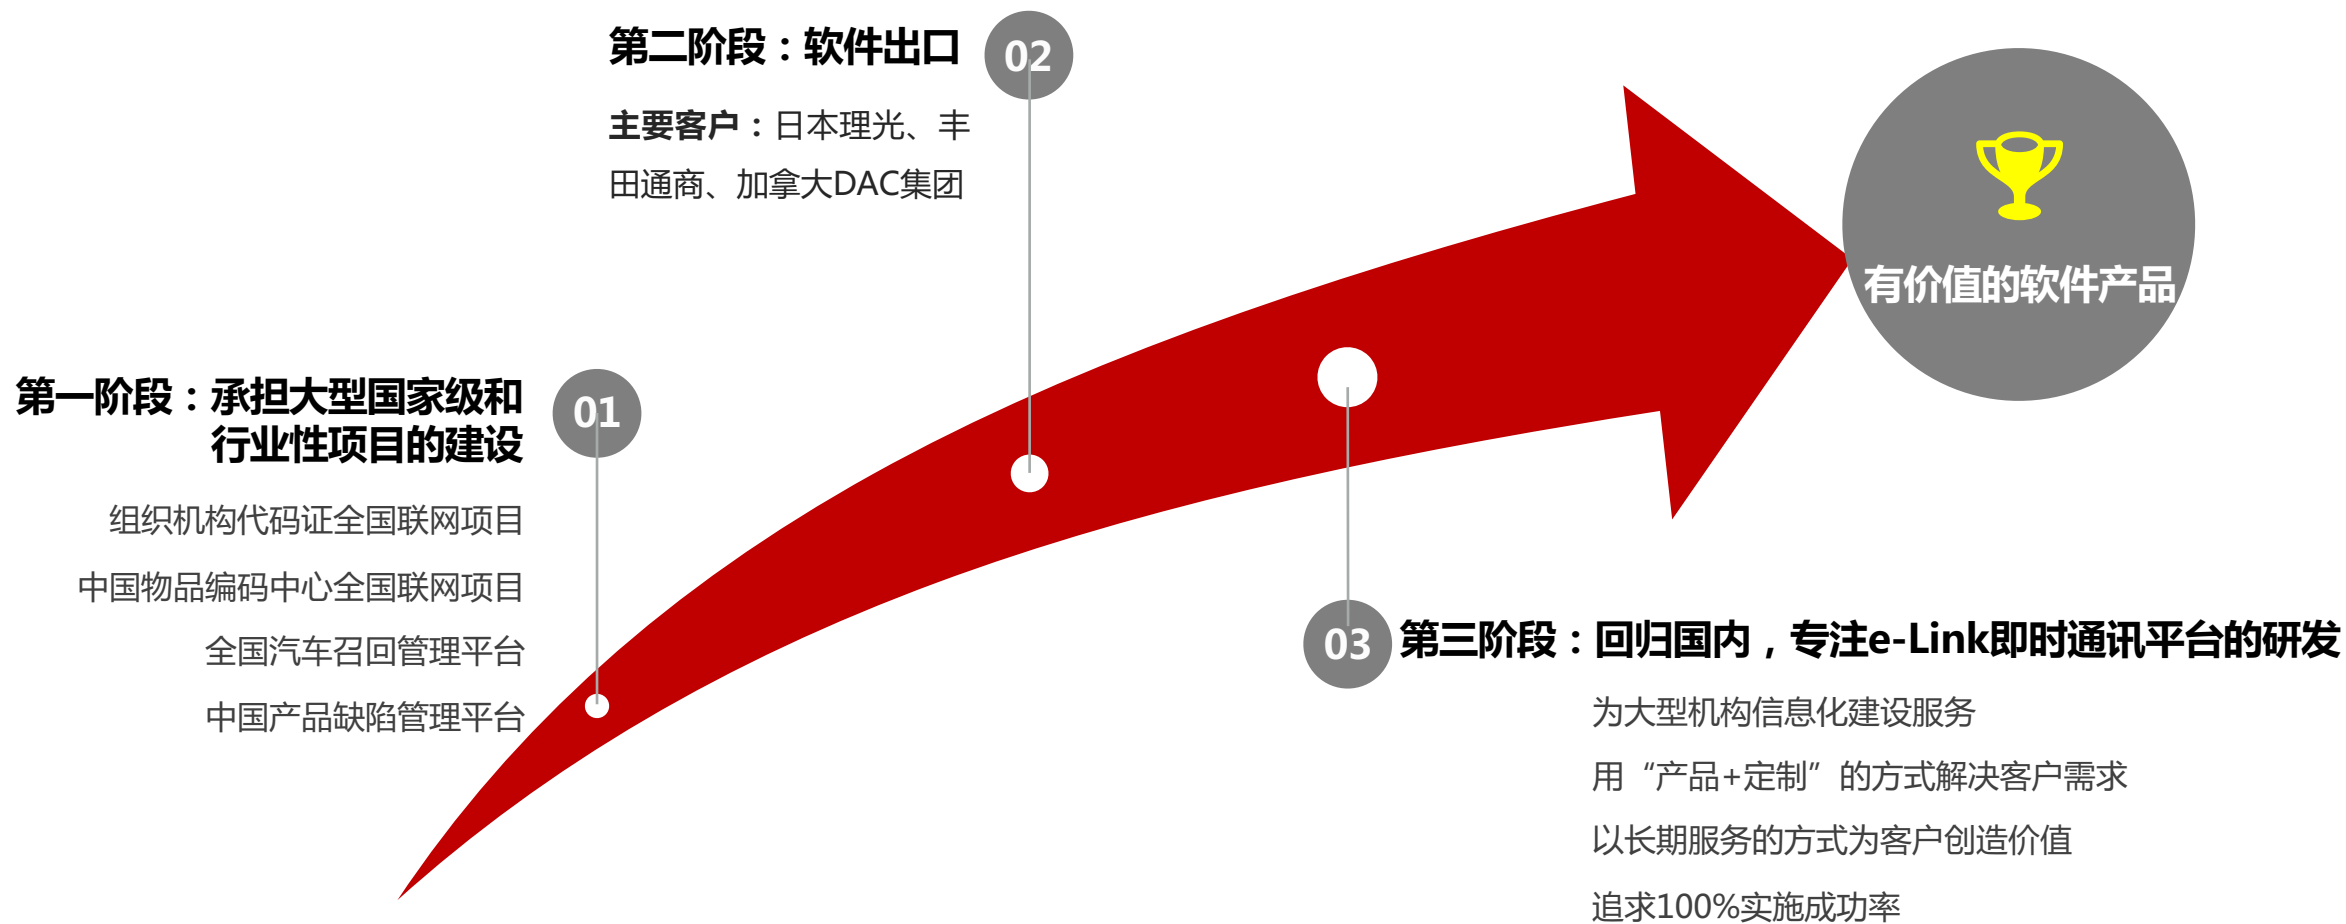 第一阶段：承担大型国家级和
行业性项目的建设
01
组织机构代码证全国联网项目
中国物品编码中心全国联网项目
全国汽车召回管理平台
中国产品缺陷管理平台
第二阶段：软件出口
02
主要客户：日本理光、丰
田通商、加拿大DAC集团
03
第三阶段：回归国内，专注e-Link即时通讯平台的研发
为大型机构信息化建设服务
用“产品+定制”的方式解决客户需求
以长期服务的方式为客户创造价值
追求100%实施成功率
有价值的软件产品